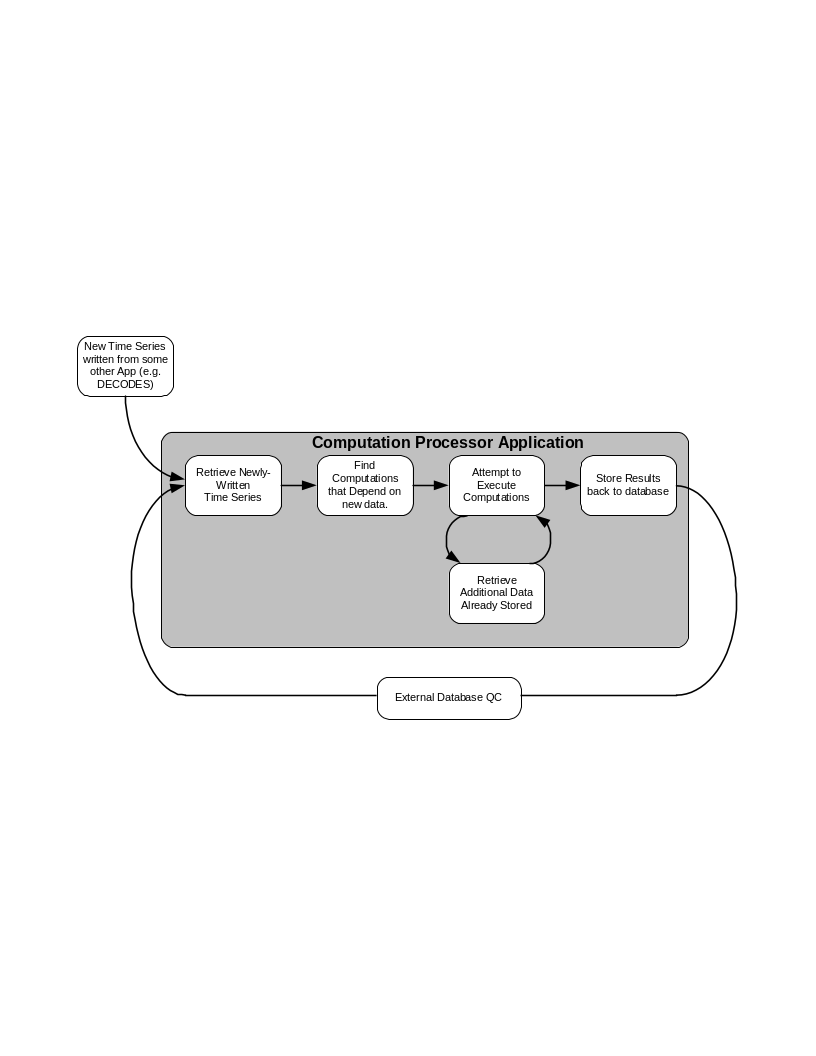 New Time Series
written from some
other App (e.g.
DECODES)
Computation Processor Application
Retrieve Newly-
Written
Time Series
Find
Computations
that Depend on
new data.
Attempt to
Execute
Computations
Store Results
back to database
Retrieve
Additional Data
Already Stored
External Database QC